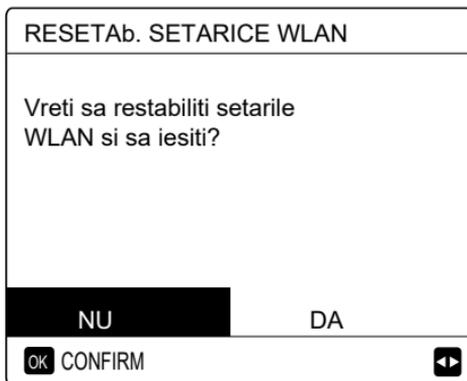 RESETAb. SETARICE WLAN
Vreti sa restabiliti setarile
WLAN si sa iesiti?
NU DA
OK CONFIRM